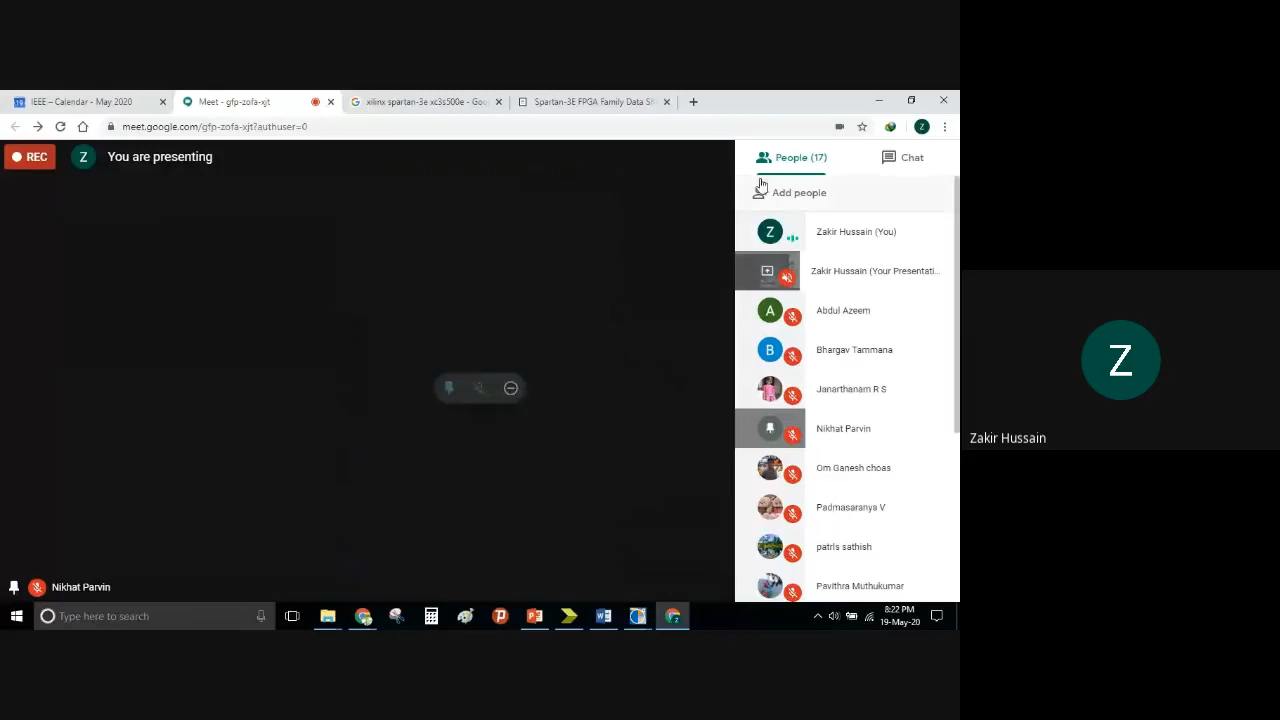 IEEE – Calendar - May 2020
Meet - gfp-zofa-xjt
xilinx spartan-3e xc3s500e - Goo
Spartan-3E FPGA Family Data Sh
meet.google.com/gfp-zofa-xjt?authuser=0
Z
REC
Z
You are presenting
People (17)
Chat
Add people
Z
Zakir Hussain (You)
Zakir Hussain (Your Presentati...
A
Abdul Azeem
B
Bhargav Tammana
Janarthanam R S
Nikhat Parvin
Om Ganesh choas
Padmasaranya V
patrls sathish
Pavithra Muthukumar
Nikhat Parvin
Type here to search
8:22 PM
19-May-20
Z
Zakir Hussain